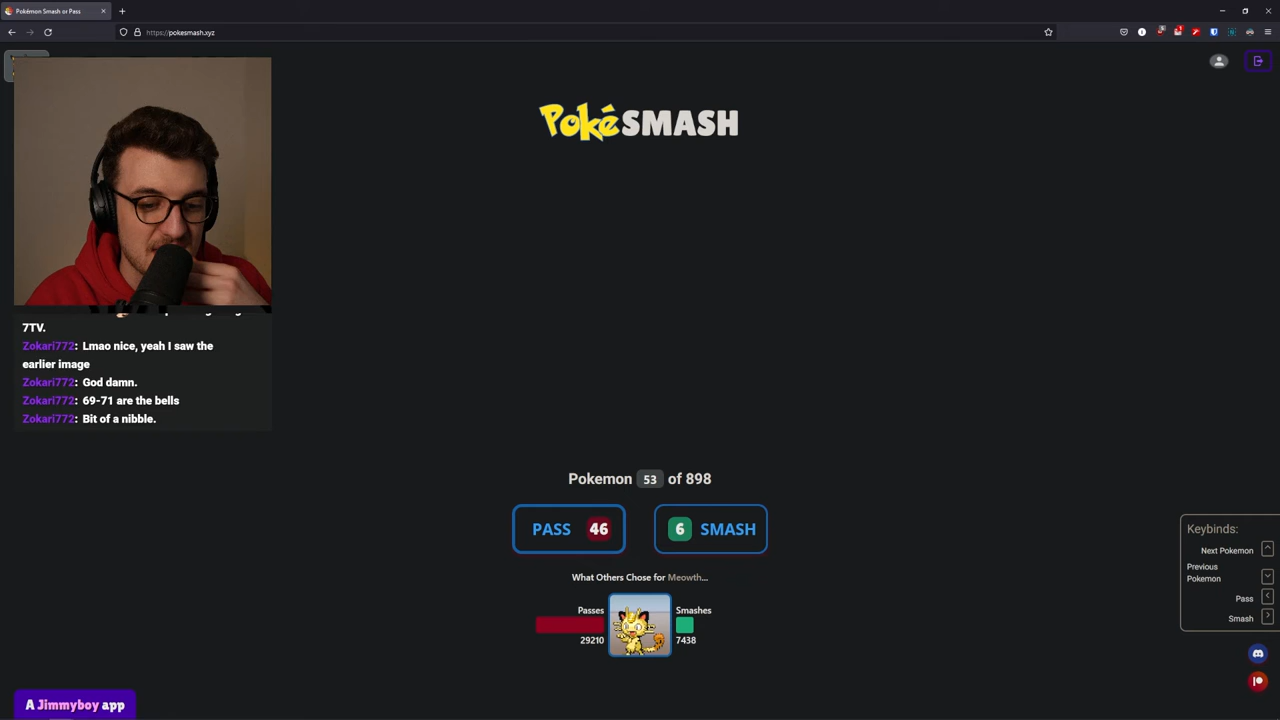 Pokémon Smash or Pass
https://pokesmash.xyz
PokéSMASH
7TV.
Zokari772: Lmao nice, yeah I saw the
earlier image
Zokari772: God damn.
Zokari772: 69-71 are the bells
Zokari772: Bit of a nibble.
Pokemon 53 of 898
PASS 46
6 SMASH
What Others Chose for Meowth...
Passes
29210
Smashes
7438
Keybinds:
Next Pokemon
Previous
Pokemon
Pass
Smash
A Jimmyboy app